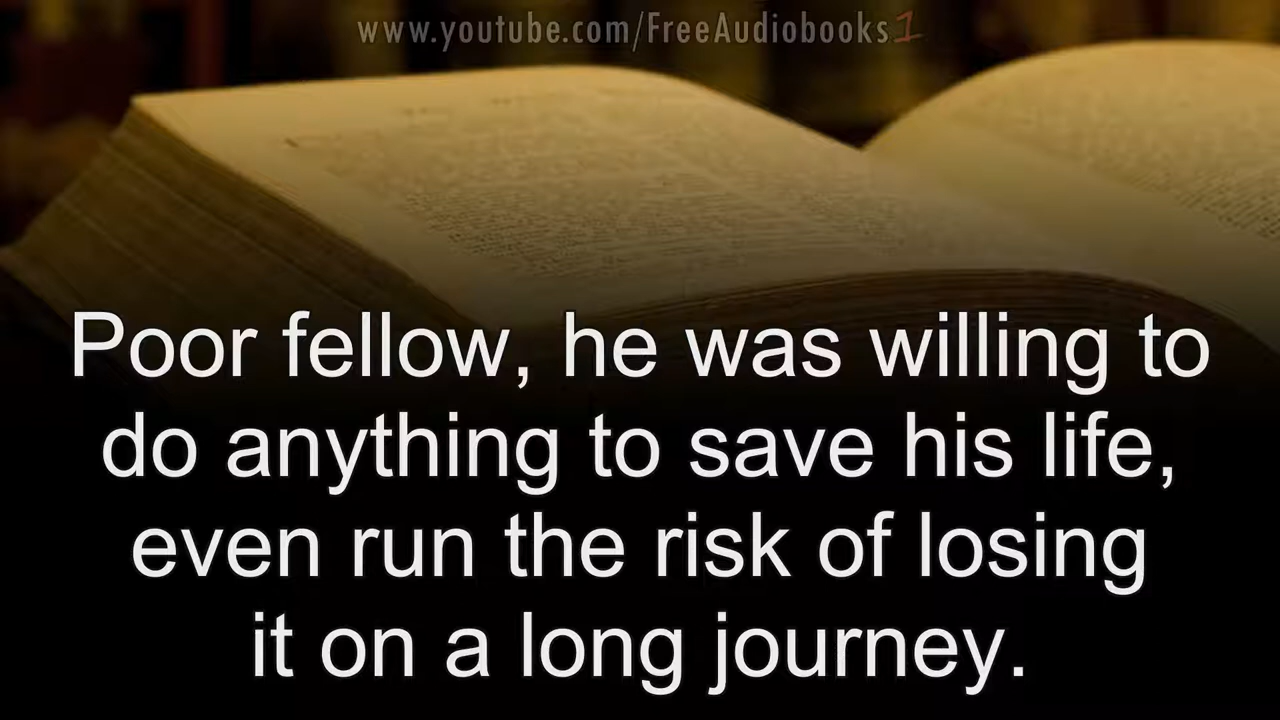 www.youtube.com/FreeAudiobooks1
Poor fellow, he was willing to
do anything to save his life,
even run the risk of losing
it on a long journey.